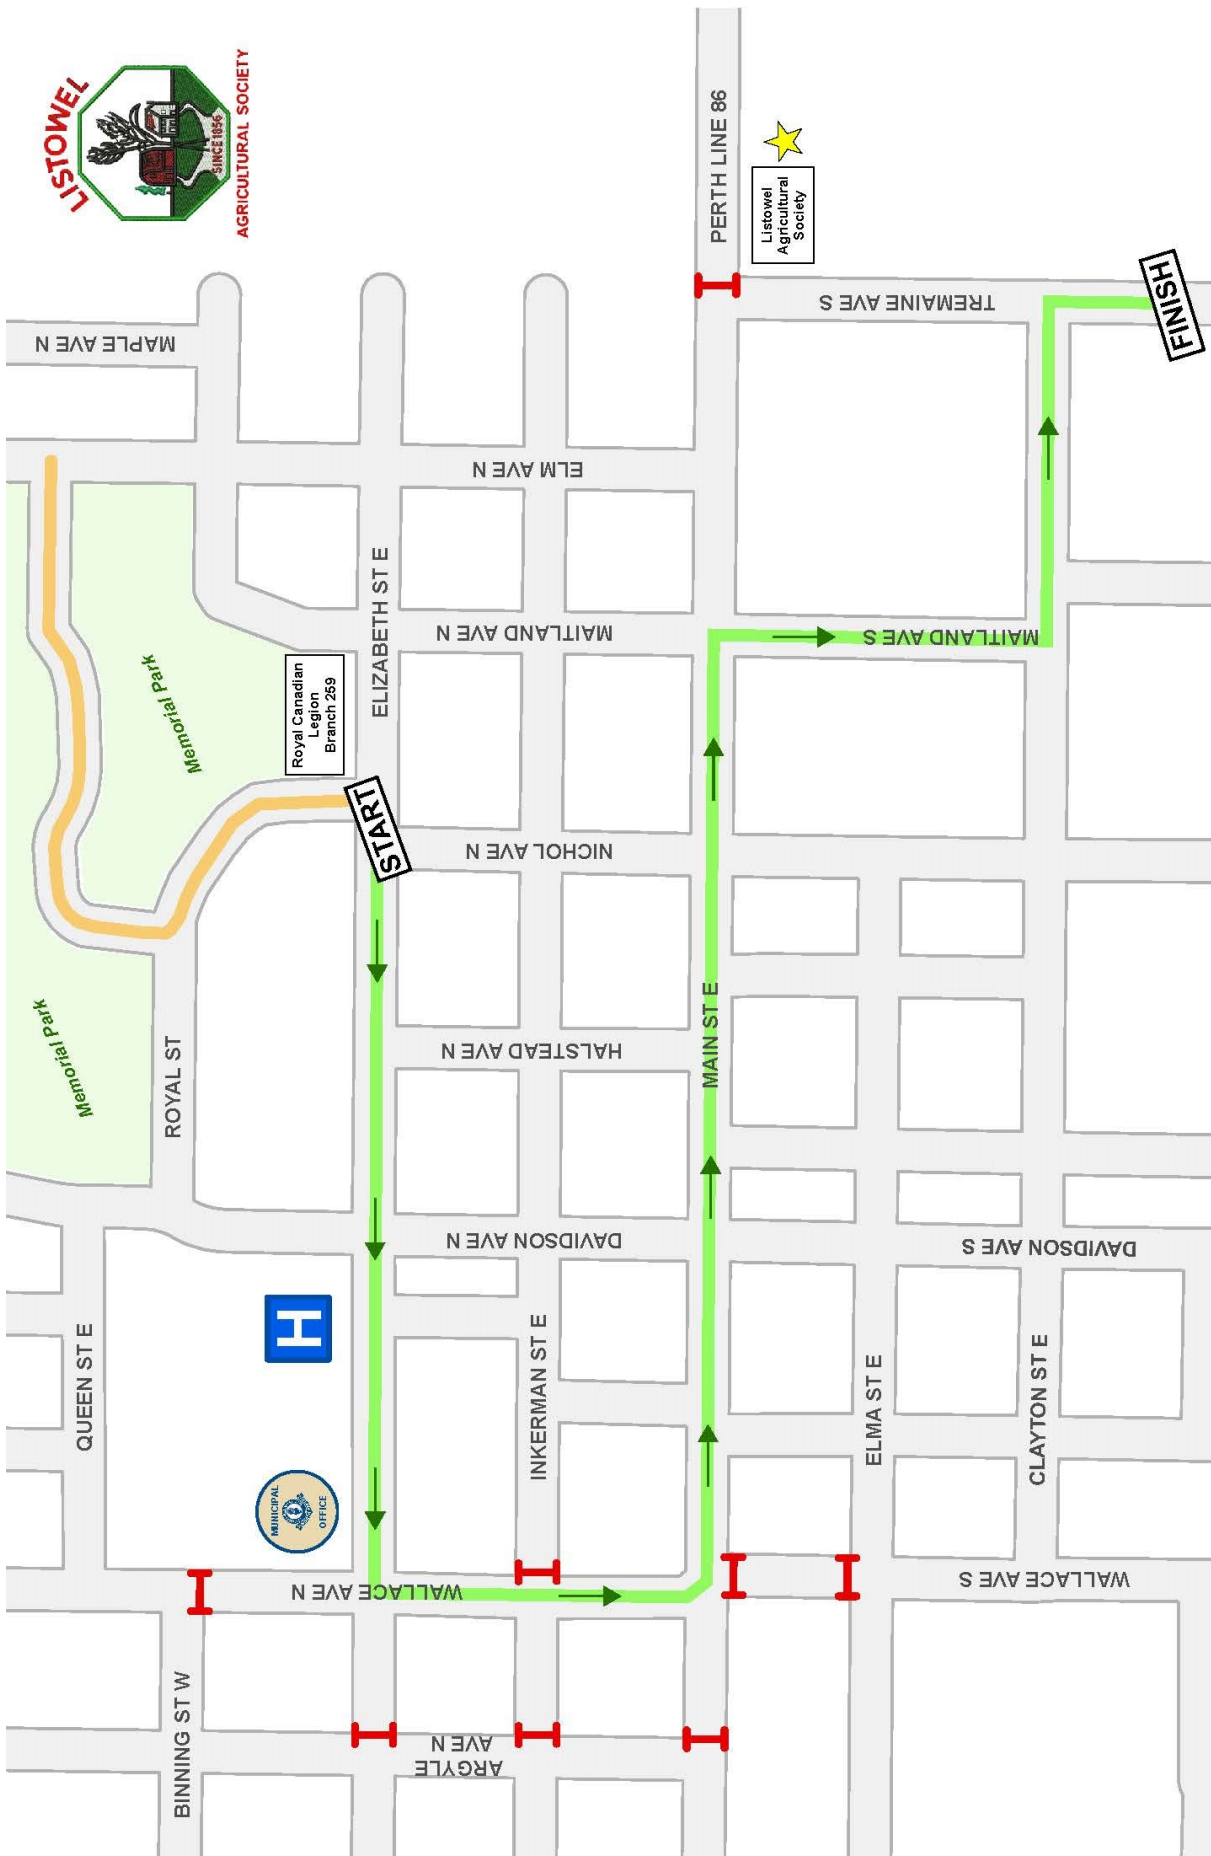 LISTOWEL
SINCE 1856
AGRICULTURAL SOCIETY
MAPLE AVE N
PERTH LINE 86
Listowel
Agricultural
Society
TREMAINE AVE S
FINISH
ELM AVE N
ELIZABETH ST E
MAITLAND AVE N
MAITLAND AVE S
Memorial Park
Royal Canadian
Legion
Branch 259
START
NICHOL AVE N
Memorial Park
ROYAL ST
HALSTEAD AVE N
MAIN ST E
DAVIDSON AVE N
DAVIDSON AVE S
QUEEN ST E
H
INKERMAN ST E
ELMA ST E
CLAYTON ST E
MUNICIPAL
OFFICE
WALLACE AVE N
WALLACE AVE S
BINNING ST W
ARGYLE
AVE N